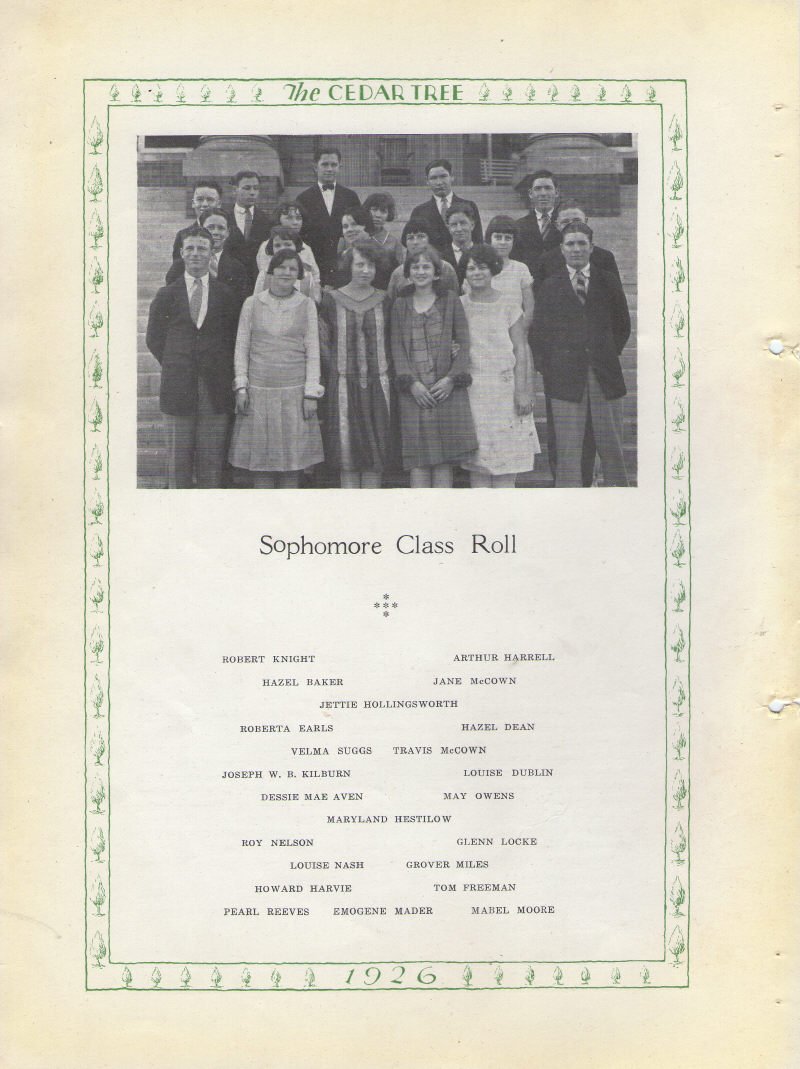 The CEDAR TREE
Sophomore Class Roll
*
***
*
ROBERT KNIGHT ARTHUR HARRELL
HAZEL BAKER JANE McCOWN
JETTIE HOLLINGSWORTH
ROBERTA EARLS HAZEL DEAN
VELMA SUGGS TRAVIS McCOWN
JOSEPH W. B. KILBURN LOUISE DUBLIN
DESSIE MAE AVEN MAY OWENS
MARYLAND HESTILOW
ROY NELSON GLENN LOCKE
LOUISE NASH GROVER MILES
HOWARD HARVIE TOM FREEMAN
PEARL REEVES EMOGENE MADER MABEL MOORE
1926